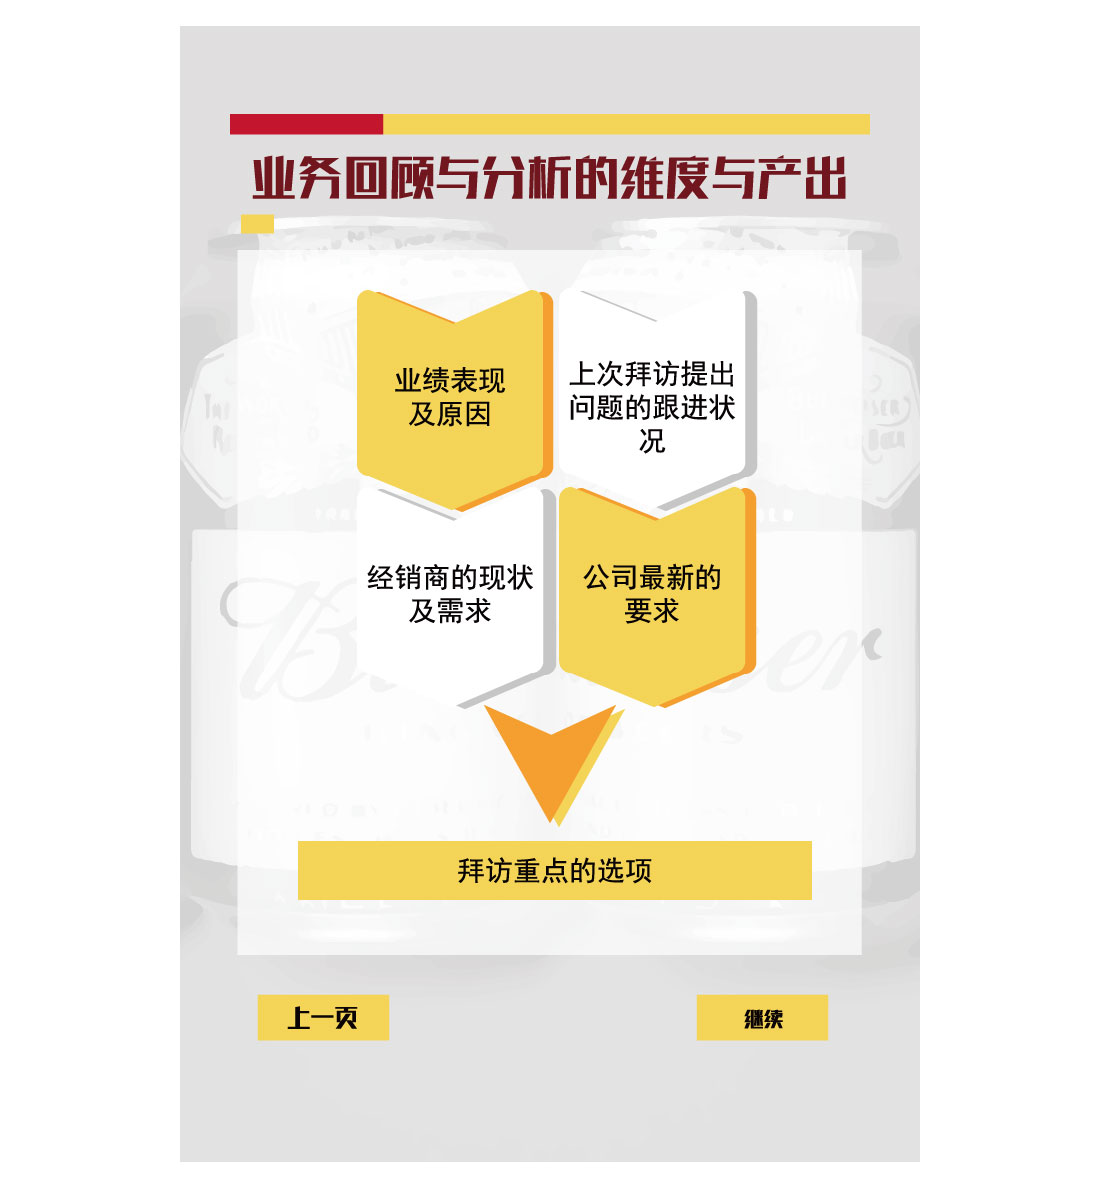 业务回顾与分析的维度与产出
业绩表现
及原因
上次拜访提出
问题的跟进状
况
经销商的现状
及需求
公司最新的
要求
拜访重点的选项
上一页
继续